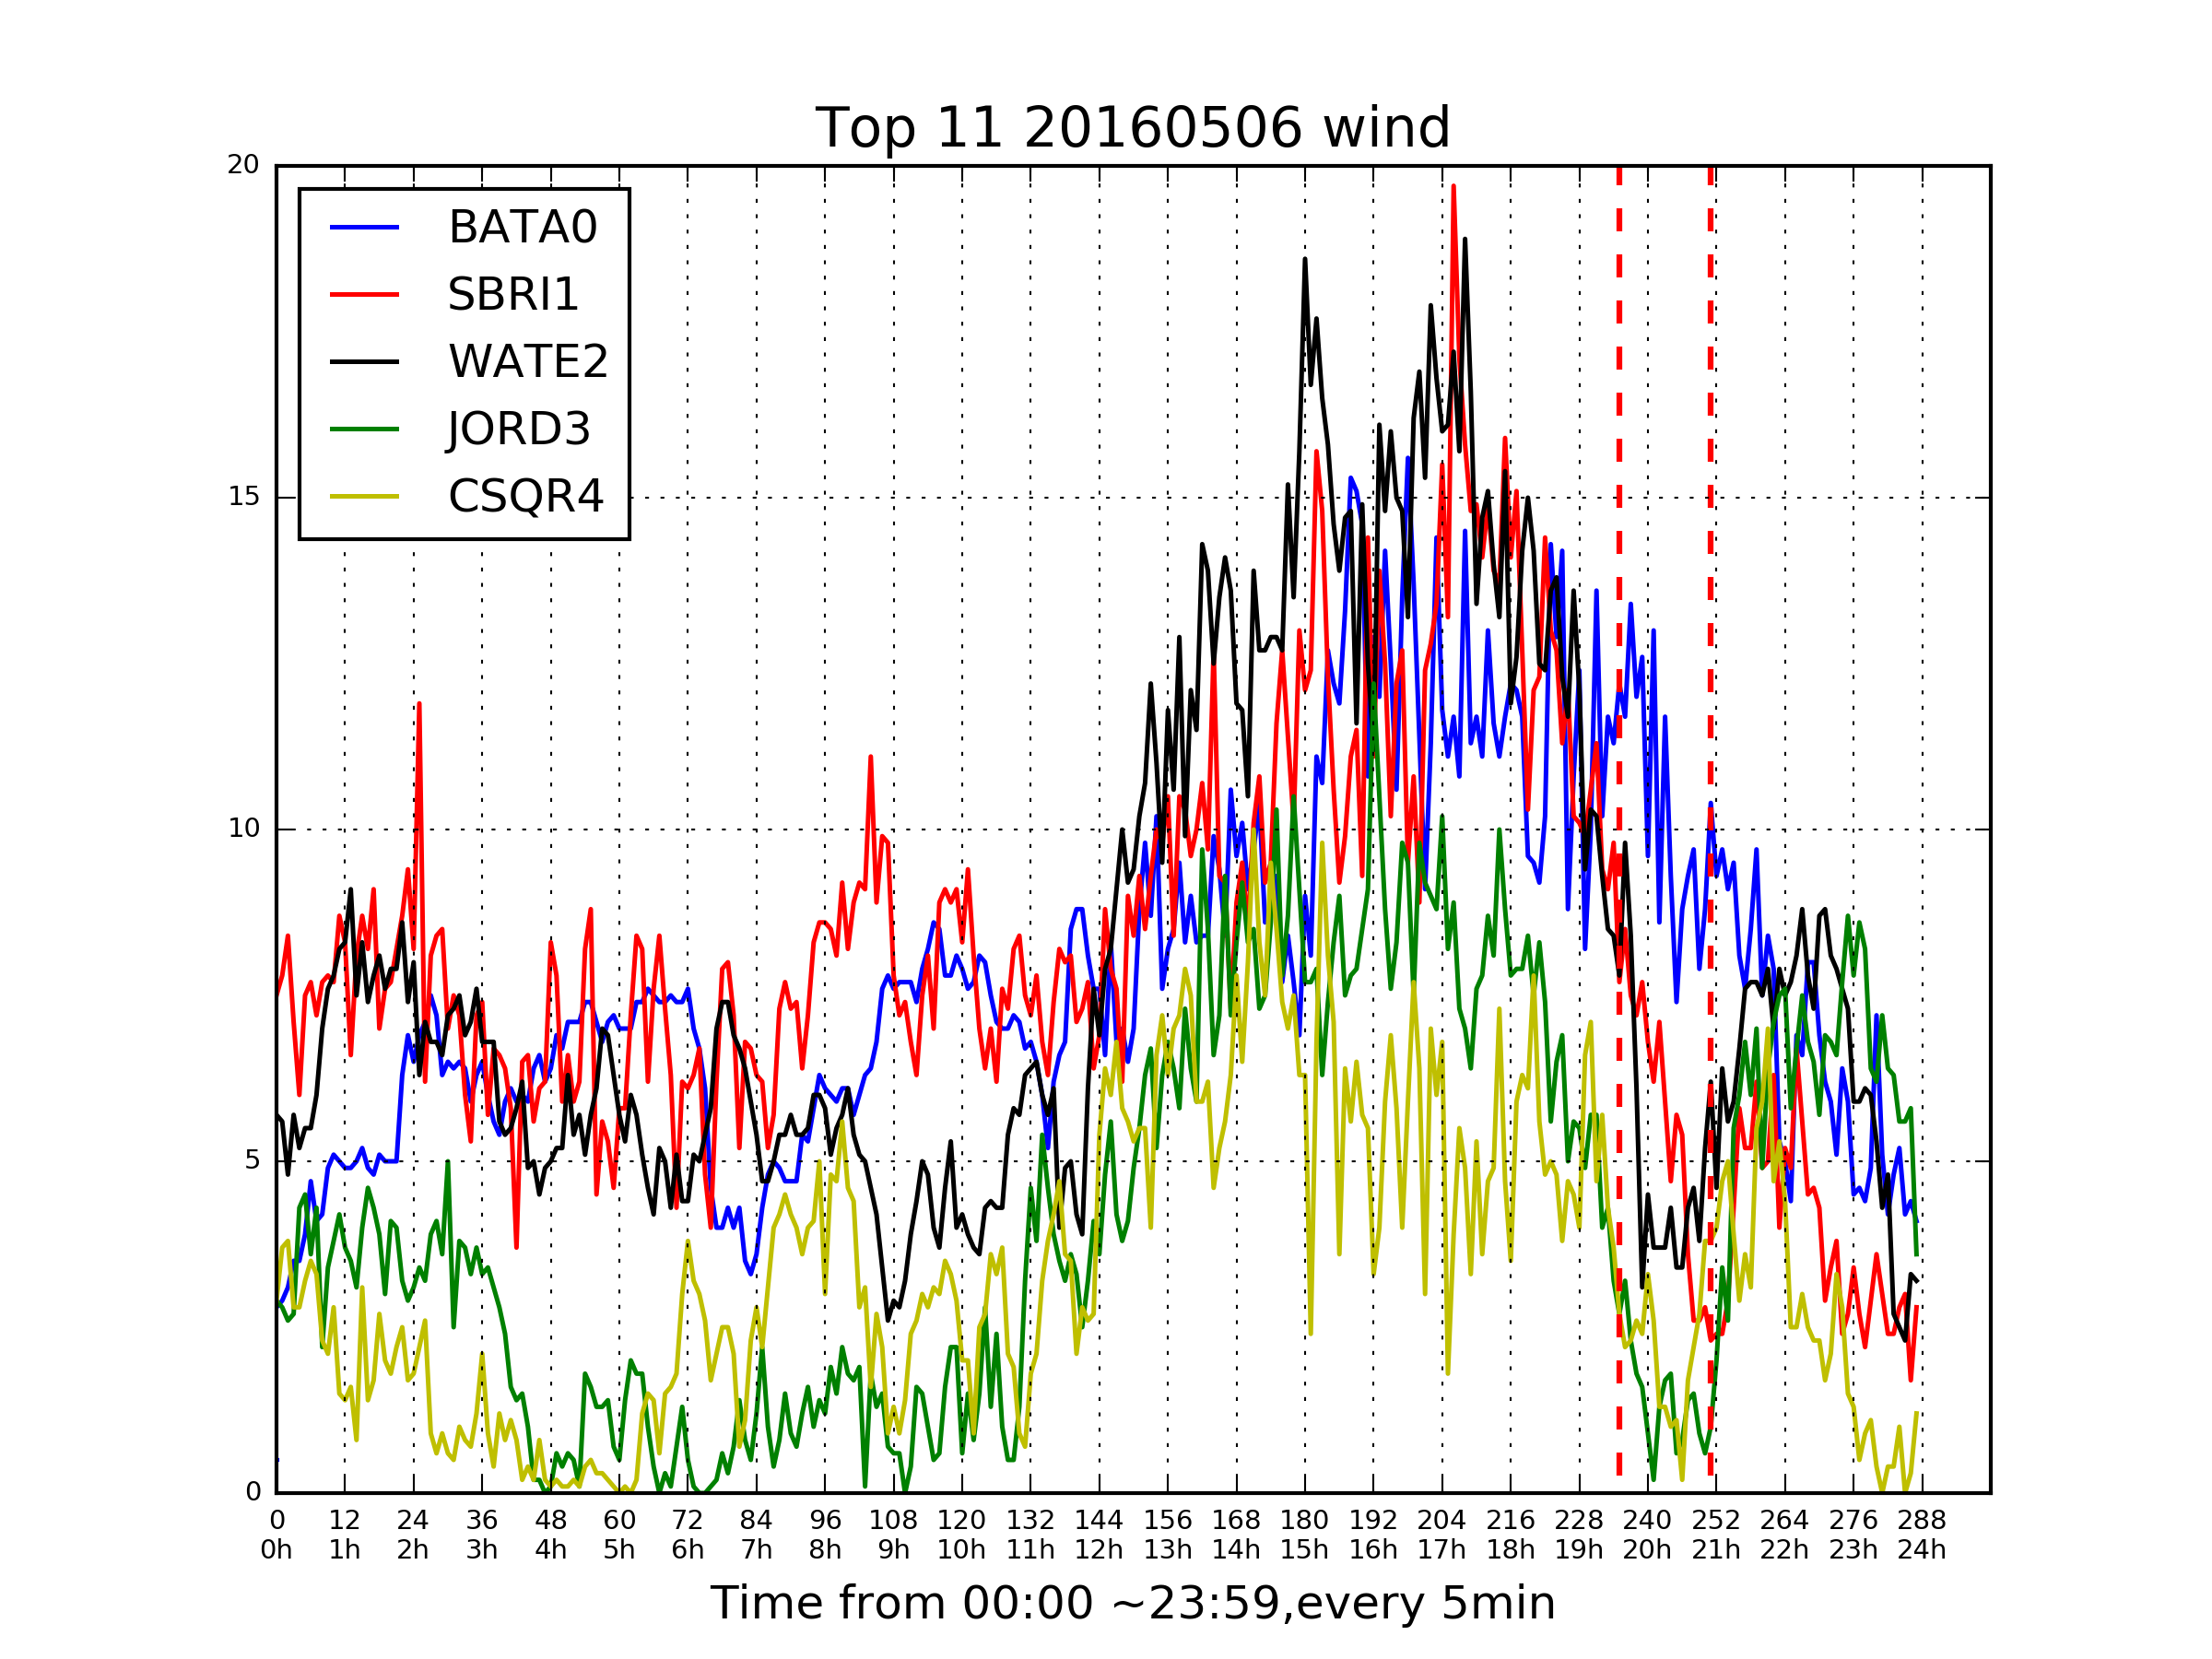 Top 11 20160506 wind
20
15
10
5
0
BATA0
SBRI1
WATE2
JORD3
CSQR4
0 12 24 36 48 60 72 84 96 108 120 132 144 156 168 180 192 204 216 228 240 252 264 276 288
0h 1h 2h 3h 4h 5h 6h 7h 8h 9h 10h 11h 12h 13h 14h 15h 16h 17h 18h 19h 20h 21h 22h 23h 24h
Time from 00:00 ~23:59,every 5min